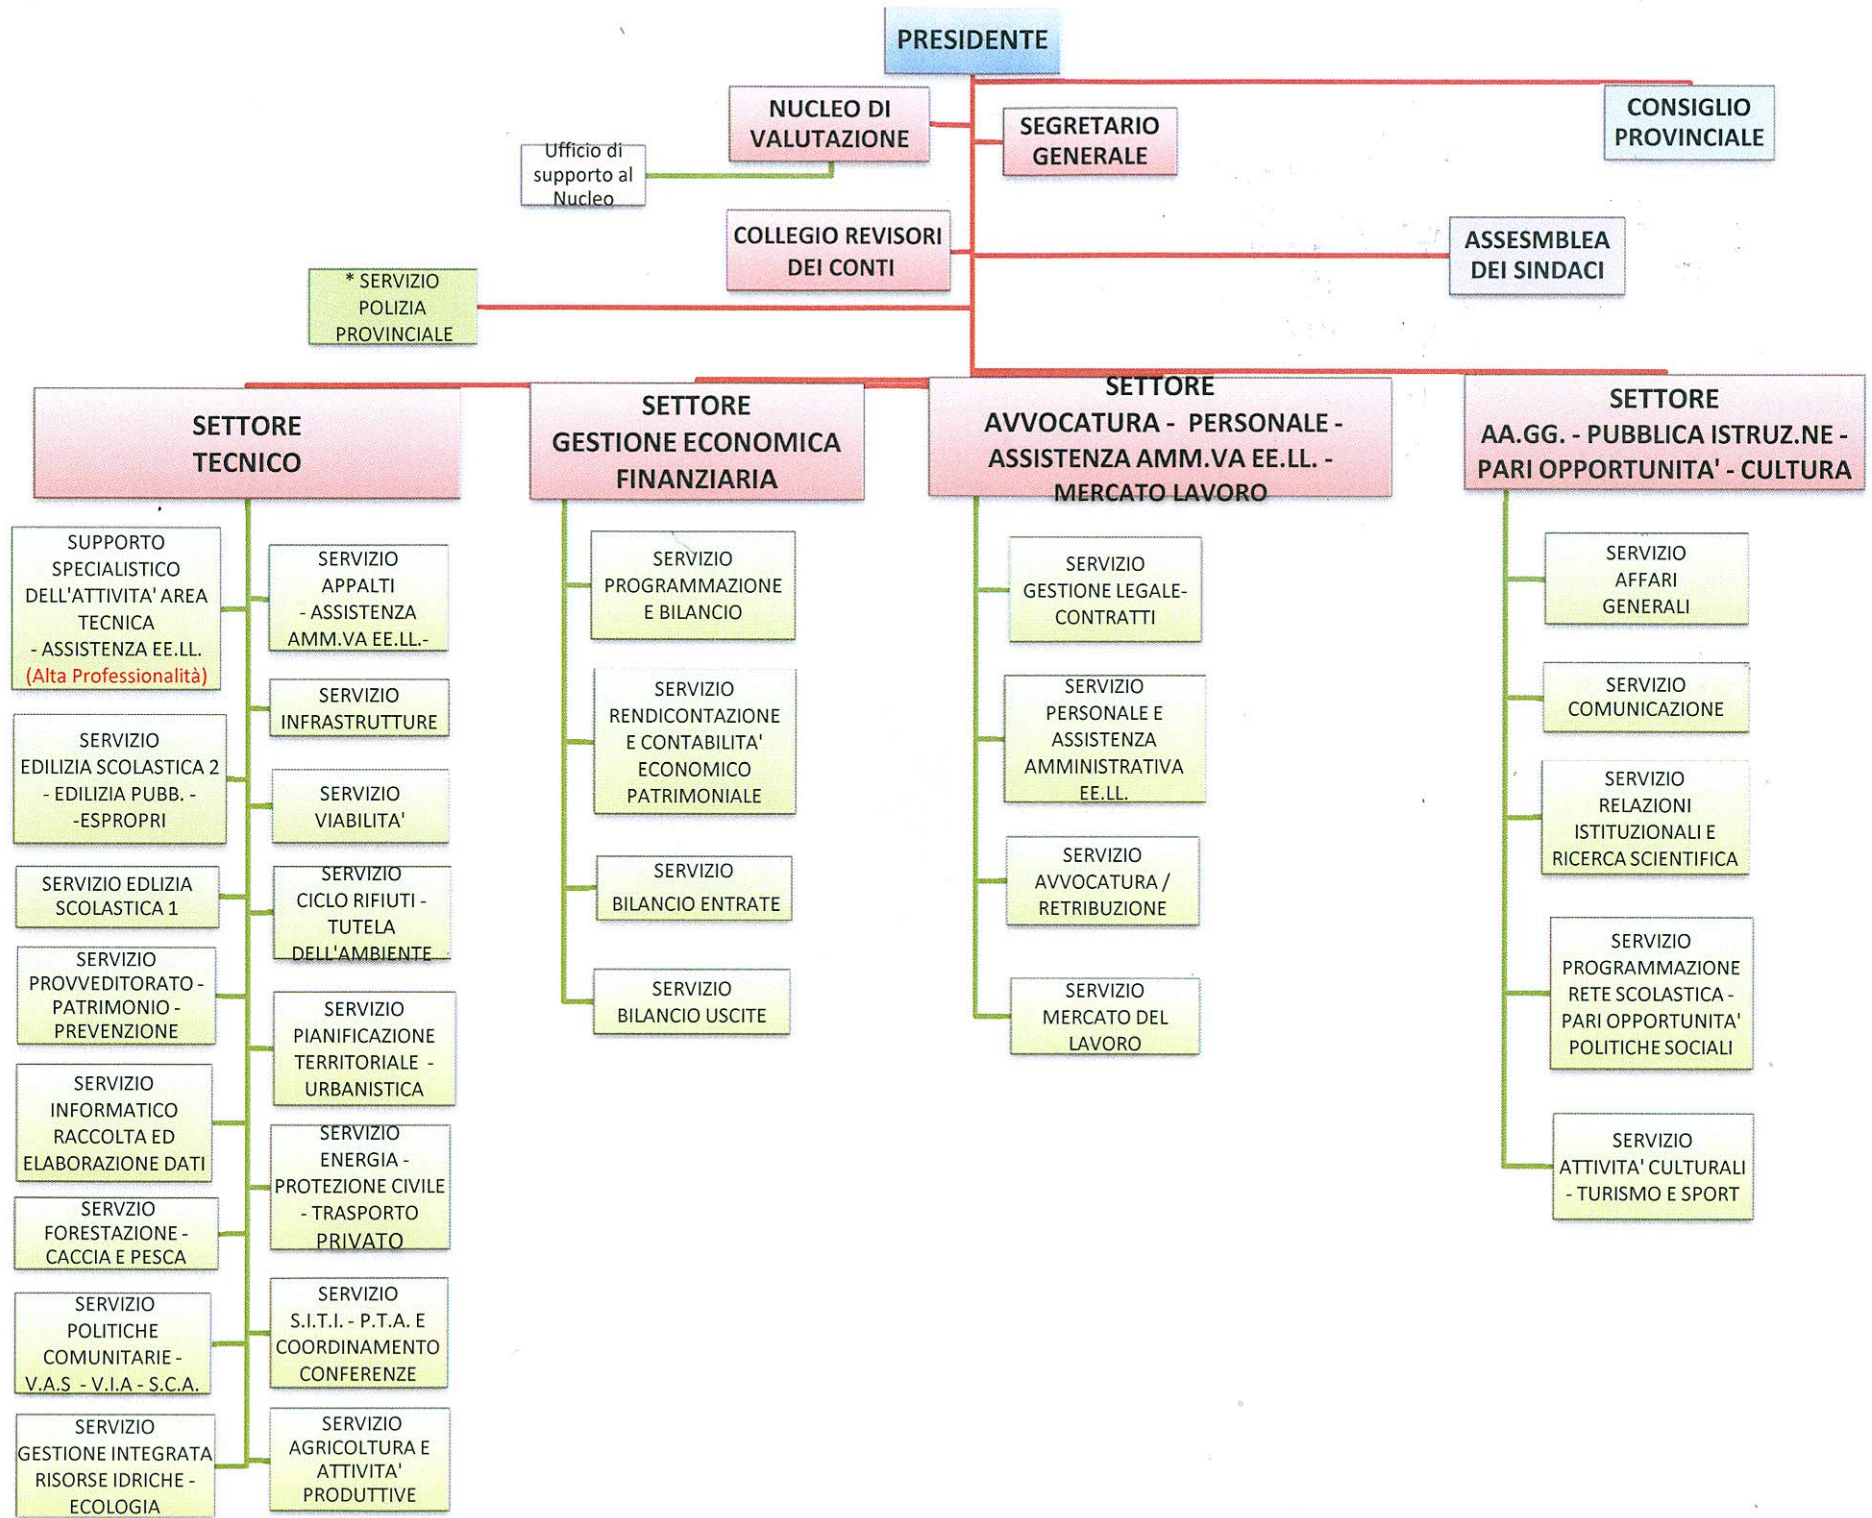 PRESIDENTE
NUCLEO DI
VALUTAZIONE
SEGRETARIO
GENERALE
CONSIGLIO
PROVINCIALE
Ufficio di
supporto al
Nucleo
COLLEGIO REVISORI
DEI CONTI
ASSESMBLEA
DEI SINDACI
* SERVIZIO
POLIZIA
PROVINCIALE
SETTORE
TECNICO
SETTORE
GESTIONE ECONOMICA
FINANZIARIA
SETTORE
AVVOCATURA - PERSONALE -
ASSISTENZA AMM.VA EE.LL. -
MERCATO LAVORO
SETTORE
AA.GG. - PUBBLICA ISTRUZ.NE -
PARI OPPORTUNITA' - CULTURA
SUPPORTO
SPECIALISTICO
DELL'ATTIVITA' AREA
TECNICA
- ASSISTENZA EE.LL.
(Alta Professionalità)
SERVIZIO
EDILIZIA SCOLASTICA 2
- EDILIZIA PUBB. -
-ESPROPRI
SERVIZIO EDLIZIA
SCOLASTICA 1
SERVIZIO
PROVVEDITORATO -
PATRIMONIO -
PREVENZIONE
SERVIZIO
INFORMATICO
RACCOLTA ED
ELABORAZIONE DATI
SERVZIO
FORESTAZIONE -
CACCIA E PESCA
SERVIZIO
POLITICHE
COMUNITARIE -
V.A.S - V.I.A - S.C.A.
SERVIZIO
GESTIONE INTEGRATA
RISORSE IDRICHE -
ECOLOGIA
SERVIZIO
APPALTI
- ASSISTENZA
AMM.VA EE.LL.-
SERVIZIO
INFRASTRUTTURE
SERVIZIO
VIABILITA'
SERVIZIO
CICLO RIFIUTI -
TUTELA
DELL'AMBIENTE
SERVIZIO
PIANIFICAZIONE
TERRITORIALE -
URBANISTICA
SERVIZIO
ENERGIA -
PROTEZIONE CIVILE
- TRASPORTO
PRIVATO
SERVIZIO
S.I.T.I. - P.T.A. E
COORDINAMENTO
CONFERENZE
SERVIZIO
AGRICOLTURA E
ATTIVITA'
PRODUTTIVE
SERVIZIO
PROGRAMMAZIONE
E BILANCIO
SERVIZIO
RENDICONTAZIONE
E CONTABILITA'
ECONOMICO
PATRIMONIALE
SERVIZIO
BILANCIO ENTRATE
SERVIZIO
BILANCIO USCITE
SERVIZIO
GESTIONE LEGALE-
CONTRATTI
SERVIZIO
PERSONALE E
ASSISTENZA
AMMINISTRATIVA
EE.LL.
SERVIZIO
AVVOCATURA /
RETRIBUZIONE
SERVIZIO
MERCATO DEL
LAVORO
SERVIZIO
AFFARI
GENERALI
SERVIZIO
COMUNICAZIONE
SERVIZIO
RELAZIONI
ISTITUZIONALI E
RICERCA SCIENTIFICA
SERVIZIO
PROGRAMMAZIONE
RETE SCOLASTICA -
PARI OPPORTUNITA'
POLITICHE SOCIALI
SERVIZIO
ATTIVITA' CULTURALI
- TURISMO E SPORT